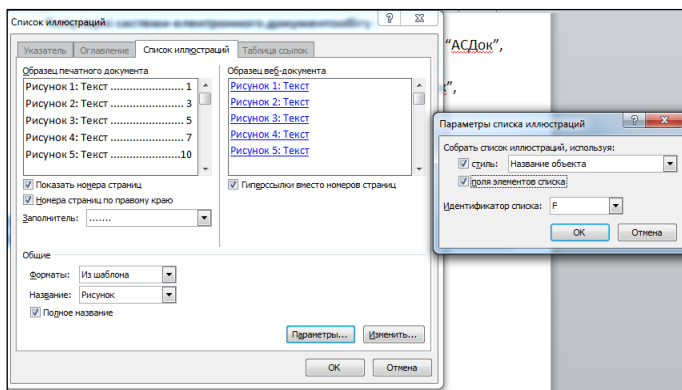 Список иллюстраций
Указатель
Оглавление
Список иллюстраций
Таблица ссылок
Образец печатного документа
Рисунок 1: Текст ....................... 1
Рисунок 2: Текст ....................... 3
Рисунок 3: Текст ....................... 5
Рисунок 4: Текст ....................... 7
Рисунок 5: Текст .....................10
Образец веб-документа
Рисунок 1: Текст
Рисунок 2: Текст
Рисунок 3: Текст
Рисунок 4: Текст
Рисунок 5: Текст
Показать номера страниц
Номера страниц по правому краю
Заполнитель: .......
Гиперссылки вместо номеров страниц
Общие
Форматы: Из шаблона
Название: Рисунок
Полное название
Параметры...
Изменить...
ОК
Отмена
“АСДок”,
”,
Параметры списка иллюстраций
Собрать список иллюстраций, используя:
стиль: Название объекта
поля элементов списка
Идентификатор списка: F
ОК
Отмена